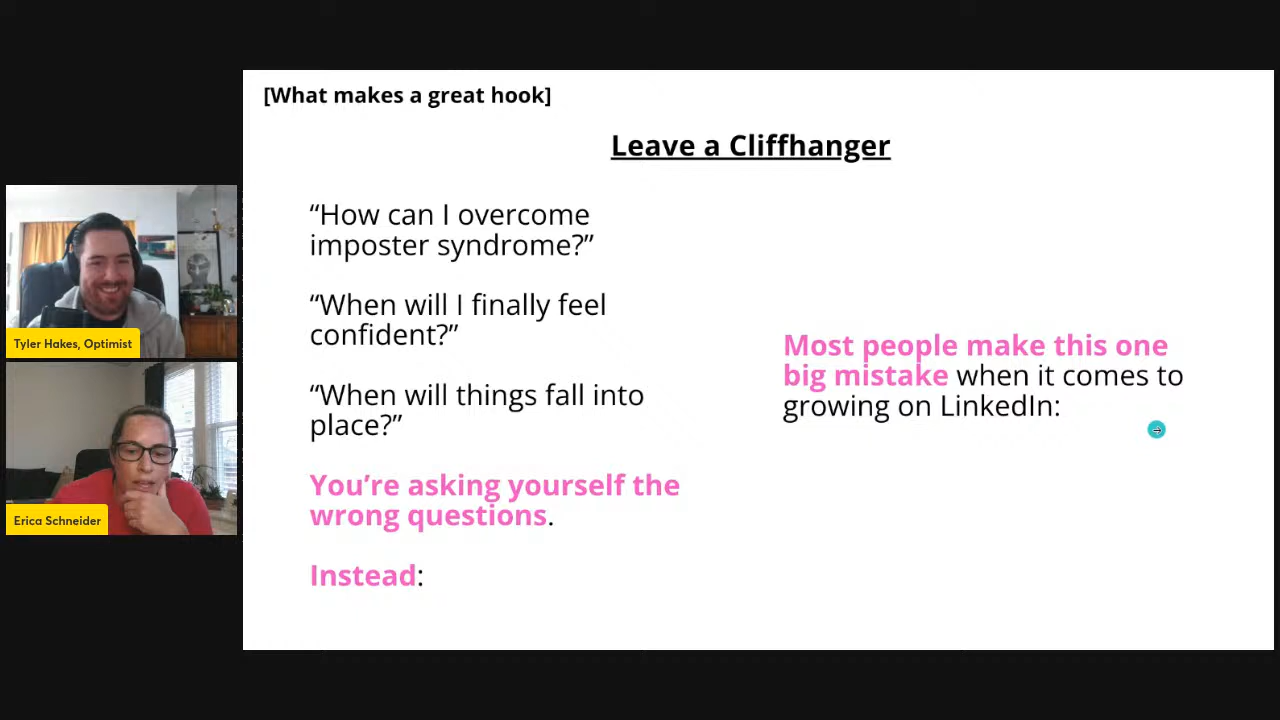 [What makes a great hook]
Leave a Cliffhanger
“How can I overcome
imposter syndrome?”
“When will I finally feel
confident?”
“When will things fall into
place?”
You’re asking yourself the
wrong questions.
Instead:
Most people make this one
big mistake when it comes to
growing on LinkedIn:
Tyler Hakes, Optimist
Erica Schneider